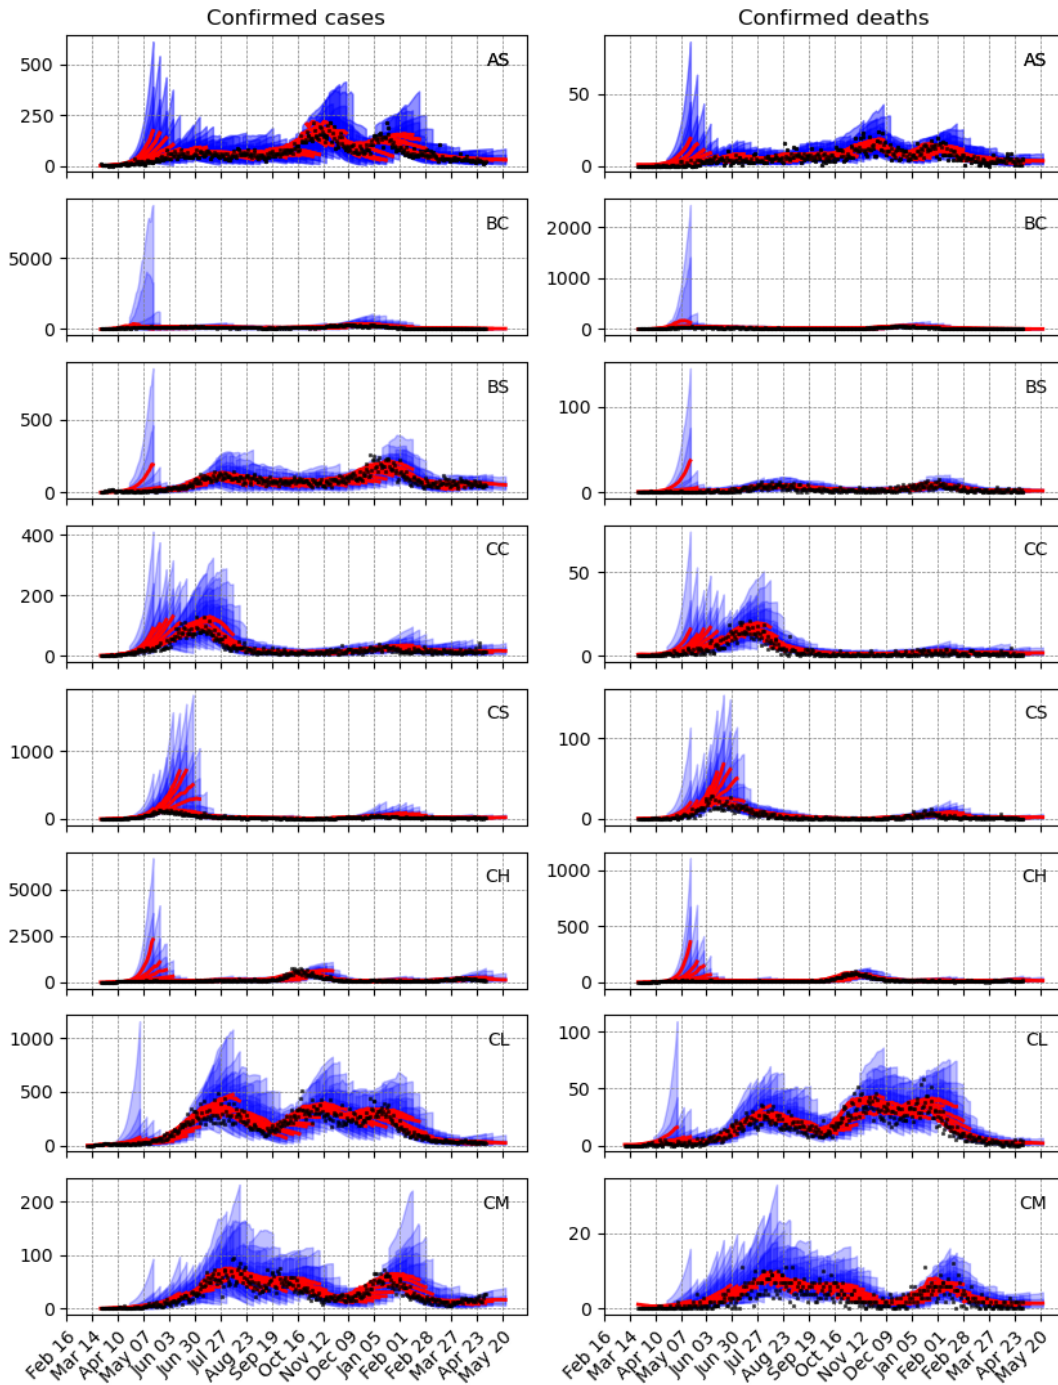 Confirmed cases Confirmed deaths
500
250
0
AS
50
0
AS
5000
0
BC
2000
1000
0
BC
500
0
BS
100
0
BS
400
200
0
CC
50
0
CC
1000
0
CS
100
0
CS
5000
2500
0
CH
1000
500
0
CH
1000
500
0
CL
100
50
0
CL
200
100
0
CM
20
0
CM
Feb 16 Mar 14 Apr 10 May 07 Jun 03 Jun 30 Jul 27 Aug 23 Sep 19 Oct 16 Nov 12 Dec 09 Jan 05 Feb 01 Feb 28 Mar 27 Apr 23 May 20
Feb 16 Mar 14 Apr 10 May 07 Jun 03 Jun 30 Jul 27 Aug 23 Sep 19 Oct 16 Nov 12 Dec 09 Jan 05 Feb 01 Feb 28 Mar 27 Apr 23 May 20